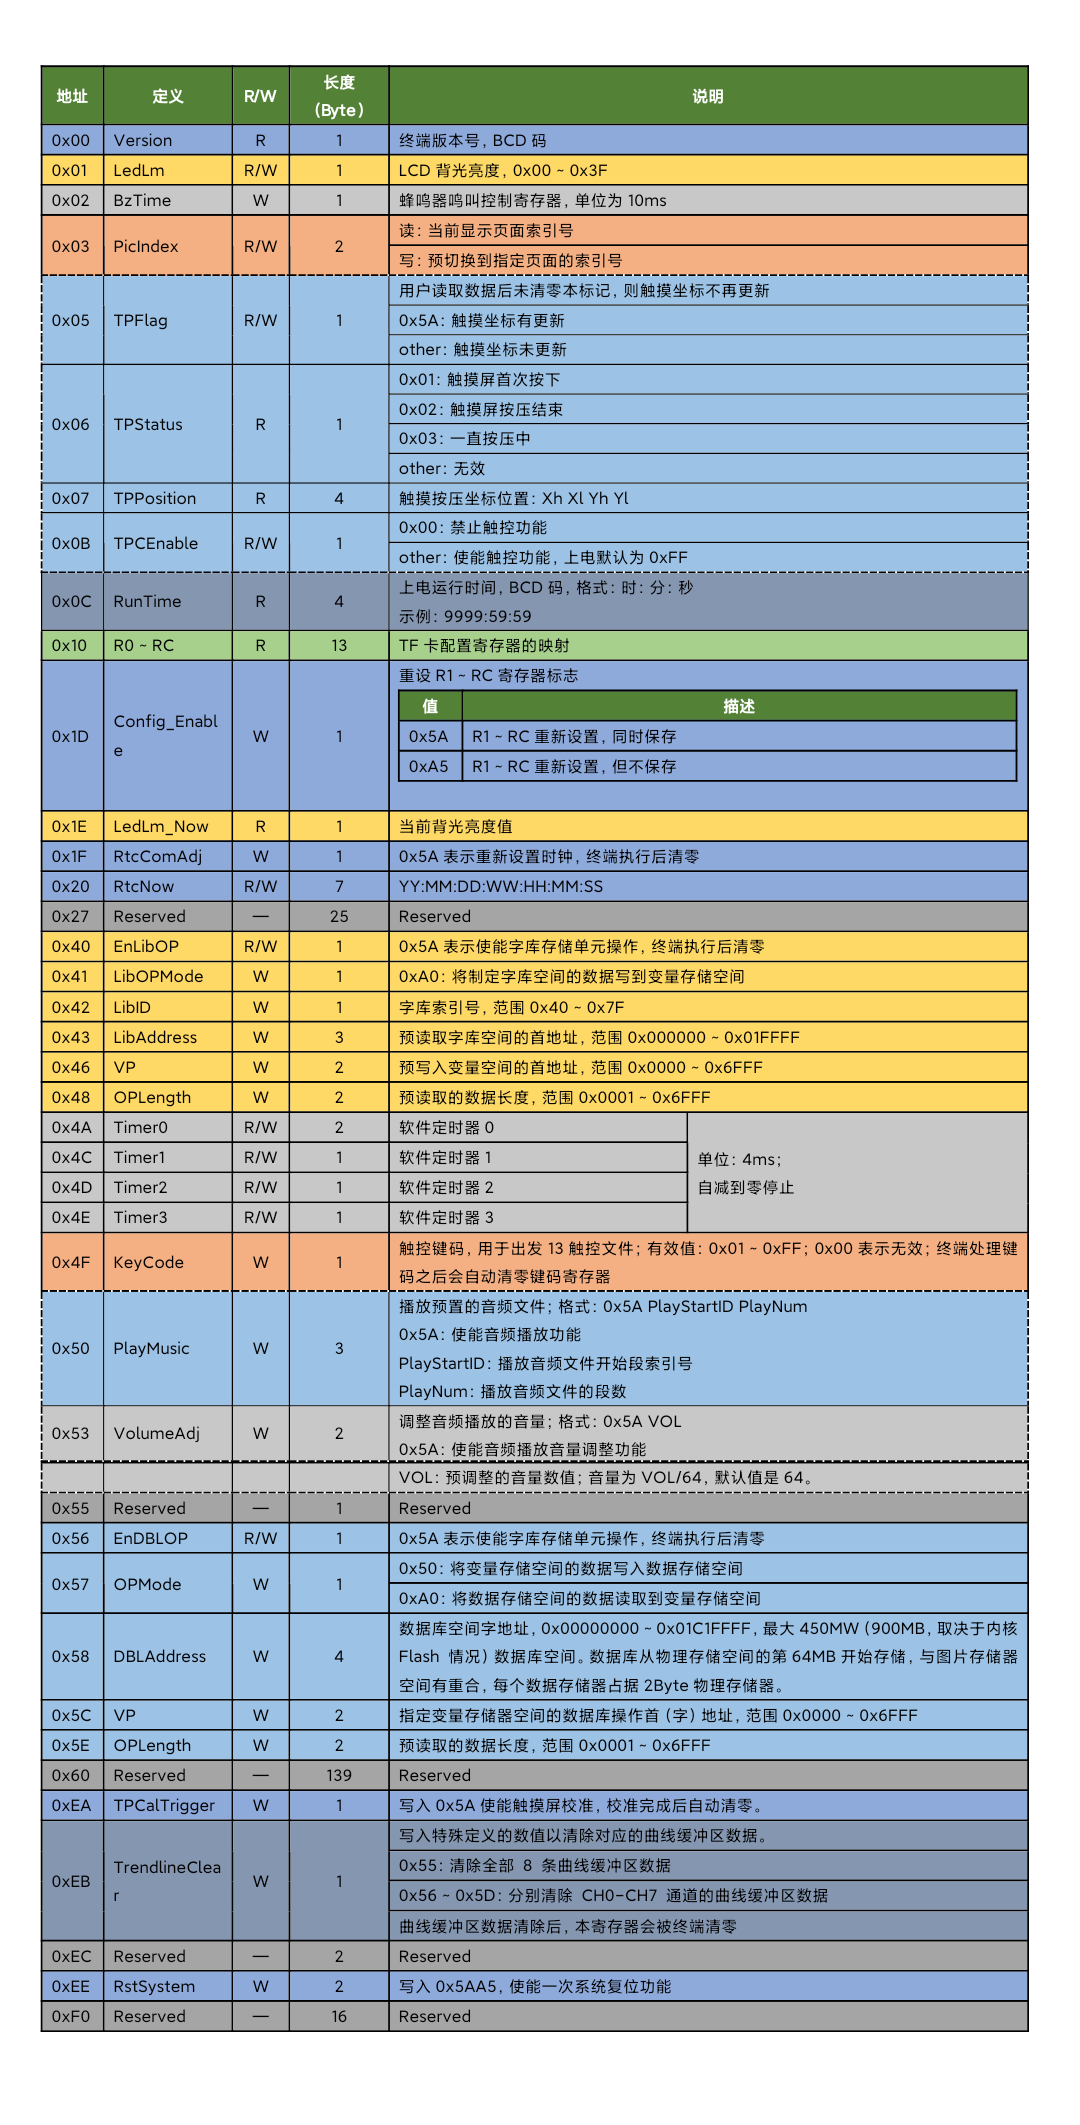 地址 定义 R/W 长度 (Byte) 说明
0x00 Version R 1 终端版本号, BCD 码
0x01 LedLm R/W 1 LCD 背光亮度, 0x00 ~ 0x3F
0x02 BzTime W 1 蜂鸣器鸣叫控制寄存器, 单位为 10ms
0x03 PicIndex R/W 2 读: 当前显示页面索引号
写: 预切换到指定页面的索引号
0x05 TPFlag R/W 1 用户读取数据后未清零本标记, 则触摸坐标不再更新
0x5A: 触摸坐标有更新
other: 触摸坐标未更新
0x06 TPStatus R 1 0x01: 触摸屏首次按下
0x02: 触摸屏按压结束
0x03: 一直按压中
other: 无效
0x07 TPPosition R 4 触摸按压坐标位置: Xh Xl Yh Yl
0x0B TPCEnable R/W 1 0x00: 禁止触控功能
other: 使能触控功能, 上电默认为 0xFF
0x0C RunTime R 4 上电运行时间, BCD 码, 格式: 时: 分: 秒
示例: 9999:59:59
0x10 R0 ~ RC R 13 TF 卡配置寄存器的映射
0x1D Config_Enabl
e W 1 重设 R1 ~ RC 寄存器标志
值 描述
0x5A R1 ~ RC 重新设置, 同时保存
0xA5 R1 ~ RC 重新设置, 但不保存
0x1E LedLm_Now R 1 当前背光亮度值
0x1F RtcComAdj W 1 0x5A 表示重新设置时钟, 终端执行后清零
0x20 RtcNow R/W 7 YY:MM:DD:WW:HH:MM:SS
0x27 Reserved — 25 Reserved
0x40 EnLibOP R/W 1 0x5A 表示使能字库存储单元操作, 终端执行后清零
0x41 LibOPMode W 1 0xA0: 将制定字库空间的数据写到变量存储空间
0x42 LibID W 1 字库索引号, 范围 0x40 ~ 0x7F
0x43 LibAddress W 3 预读取字库空间的首地址, 范围 0x000000 ~ 0x01FFFF
0x46 VP W 2 预写入变量空间的首地址, 范围 0x0000 ~ 0x6FFF
0x48 OPLength W 2 预读取的数据长度, 范围 0x0001 ~ 0x6FFF
0x4A Timer0 R/W 2 软件定时器 0
0x4C Timer1 R/W 1 软件定时器 1
单位: 4ms;
0x4D Timer2 R/W 1 软件定时器 2
自减到零停止
0x4E Timer3 R/W 1 软件定时器 3
0x4F KeyCode W 1 触控键码, 用于出发 13 触控文件; 有效值: 0x01 ~ 0xFF; 0x00 表示无效; 终端处理键
码之后会自动清零键码寄存器
0x50 PlayMusic W 3 播放预置的音频文件; 格式: 0x5A PlayStartID PlayNum
0x5A: 使能音频播放功能
PlayStartID: 播放音频文件开始段索引号
PlayNum: 播放音频文件的段数
0x53 VolumeAdj W 2 调整音频播放的音量; 格式: 0x5A VOL
0x5A: 使能音频播放音量调整功能
VOL: 预调整的音量数值; 音量为 VOL/64, 默认值是 64。
0x55 Reserved — 1 Reserved
0x56 EnDBLOP R/W 1 0x5A 表示使能字库存储单元操作, 终端执行后清零
0x57 OPMode W 1 0x50: 将变量存储空间的数据写入数据存储空间
0xA0: 将数据存储空间的数据读取到变量存储空间
0x58 DBLAddress W 4 数据库空间字地址, 0x00000000 ~ 0x01C1FFFF, 最大 450MW (900MB, 取决于内核
Flash 情况) 数据库空间。数据库从物理存储空间的第 64MB 开始存储, 与图片存储器
空间有重合, 每个数据存储器占据 2Byte 物理存储器。
0x5C VP W 2 指定变量存储器空间的数据库操作首 (字) 地址, 范围 0x0000 ~ 0x6FFF
0x5E OPLength W 2 预读取的数据长度, 范围 0x0001 ~ 0x6FFF
0x60 Reserved — 139 Reserved
0xEA TPCalTrigger W 1 写入 0x5A 使能触摸屏校准, 校准完成后自动清零。
0xEB TrendlineClea
r W 1 写入特殊定义的数值以清除对应的曲线缓冲区数据。
0x55: 清除全部 8 条曲线缓冲区数据
0x56 ~ 0x5D: 分别清除 CH0-CH7 通道的曲线缓冲区数据
曲线缓冲区数据清除后, 本寄存器会被终端清零
0xEC Reserved — 2 Reserved
0xEE RstSystem W 2 写入 0x5AA5, 使能一次系统复位功能
0xF0 Reserved — 16 Reserved